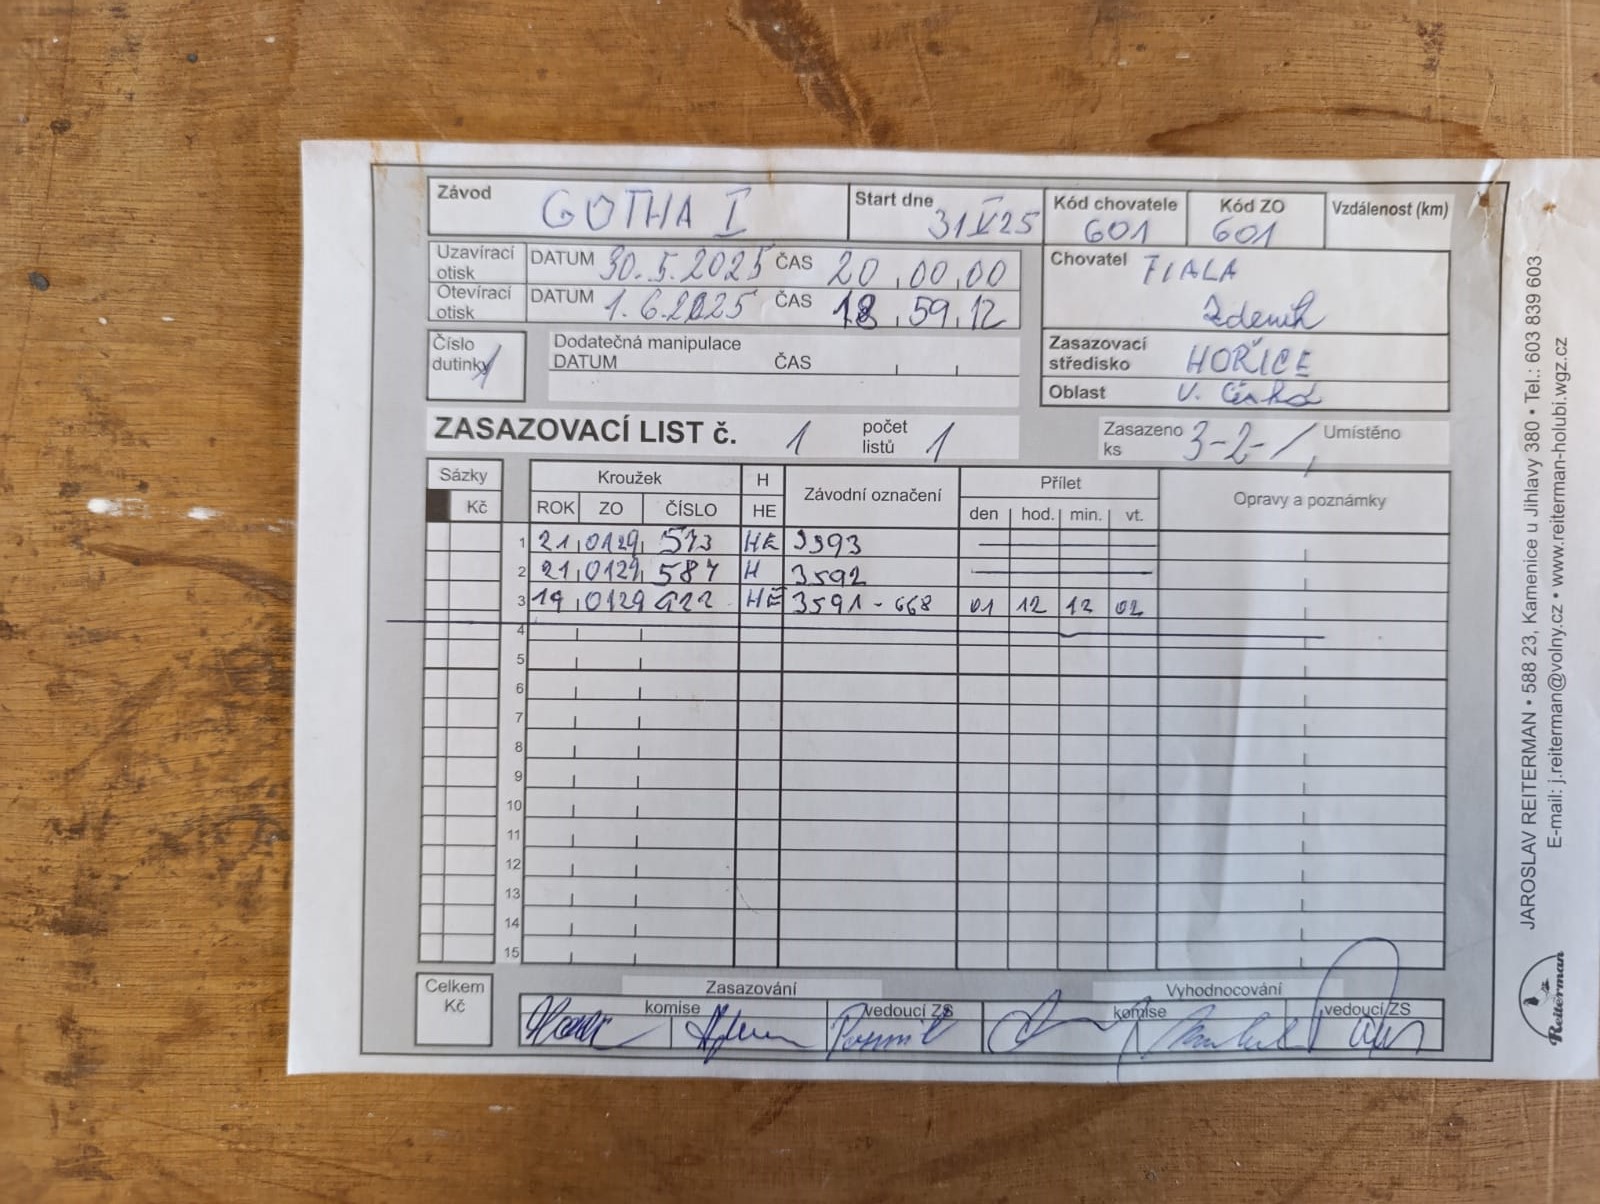 Závod GOTHA I Start dne 31 V 25 Kód chovatele 601 Kód ZO 601 Vzdálenost (km)
Uzavírací otisk DATUM 30.5.2025 ČAS 20,00,00
Otevírací otisk DATUM 1.6.2025 ČAS 18,59,12
Chovatel FIALA
Zdeněk
Číslo dutinky 1
Dodatečná manipulace
DATUM ČAS
Zasazovací středisko HOŘICE
Oblast V. Česká
ZASAZOVACÍ LIST č. 1 počet listů 1 Zasazeno ks 3-2-1 Umístěno
Sázky Kroužek H Závodní označení Přílet Opravy a poznámky
Kč ROK ZO ČÍSLO HE den hod. min. vt.
1 21 0129 573 HE 3593
2 21 0129 587 H 3592
3 19 0129 922 HE 3591 - 668 01 12 12 02
4
5
6
7
8
9
10
11
12
13
14
15
Celkem Kč
Zasazování Vyhodnocování
komise vedoucí ZS komise vedoucí ZS
JAROSLAV REITERMAN • 588 23, Kamenice u Jihlavy 380 • Tel.: 603 839 603
E-mail: j.reiterman@volny.cz • www.reiterman-holubi.wgz.cz
Reiterman